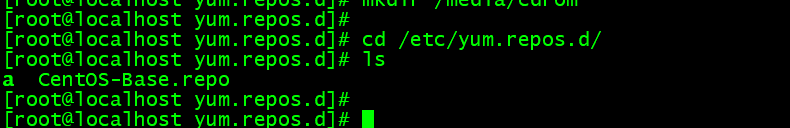 [root@localhost yum.repos.d]# mkdir /media/cdrom
[root@localhost yum.repos.d]#
[root@localhost yum.repos.d]# cd /etc/yum.repos.d/
[root@localhost yum.repos.d]# ls
a  CentOS-Base.repo
[root@localhost yum.repos.d]#
[root@localhost yum.repos.d]#